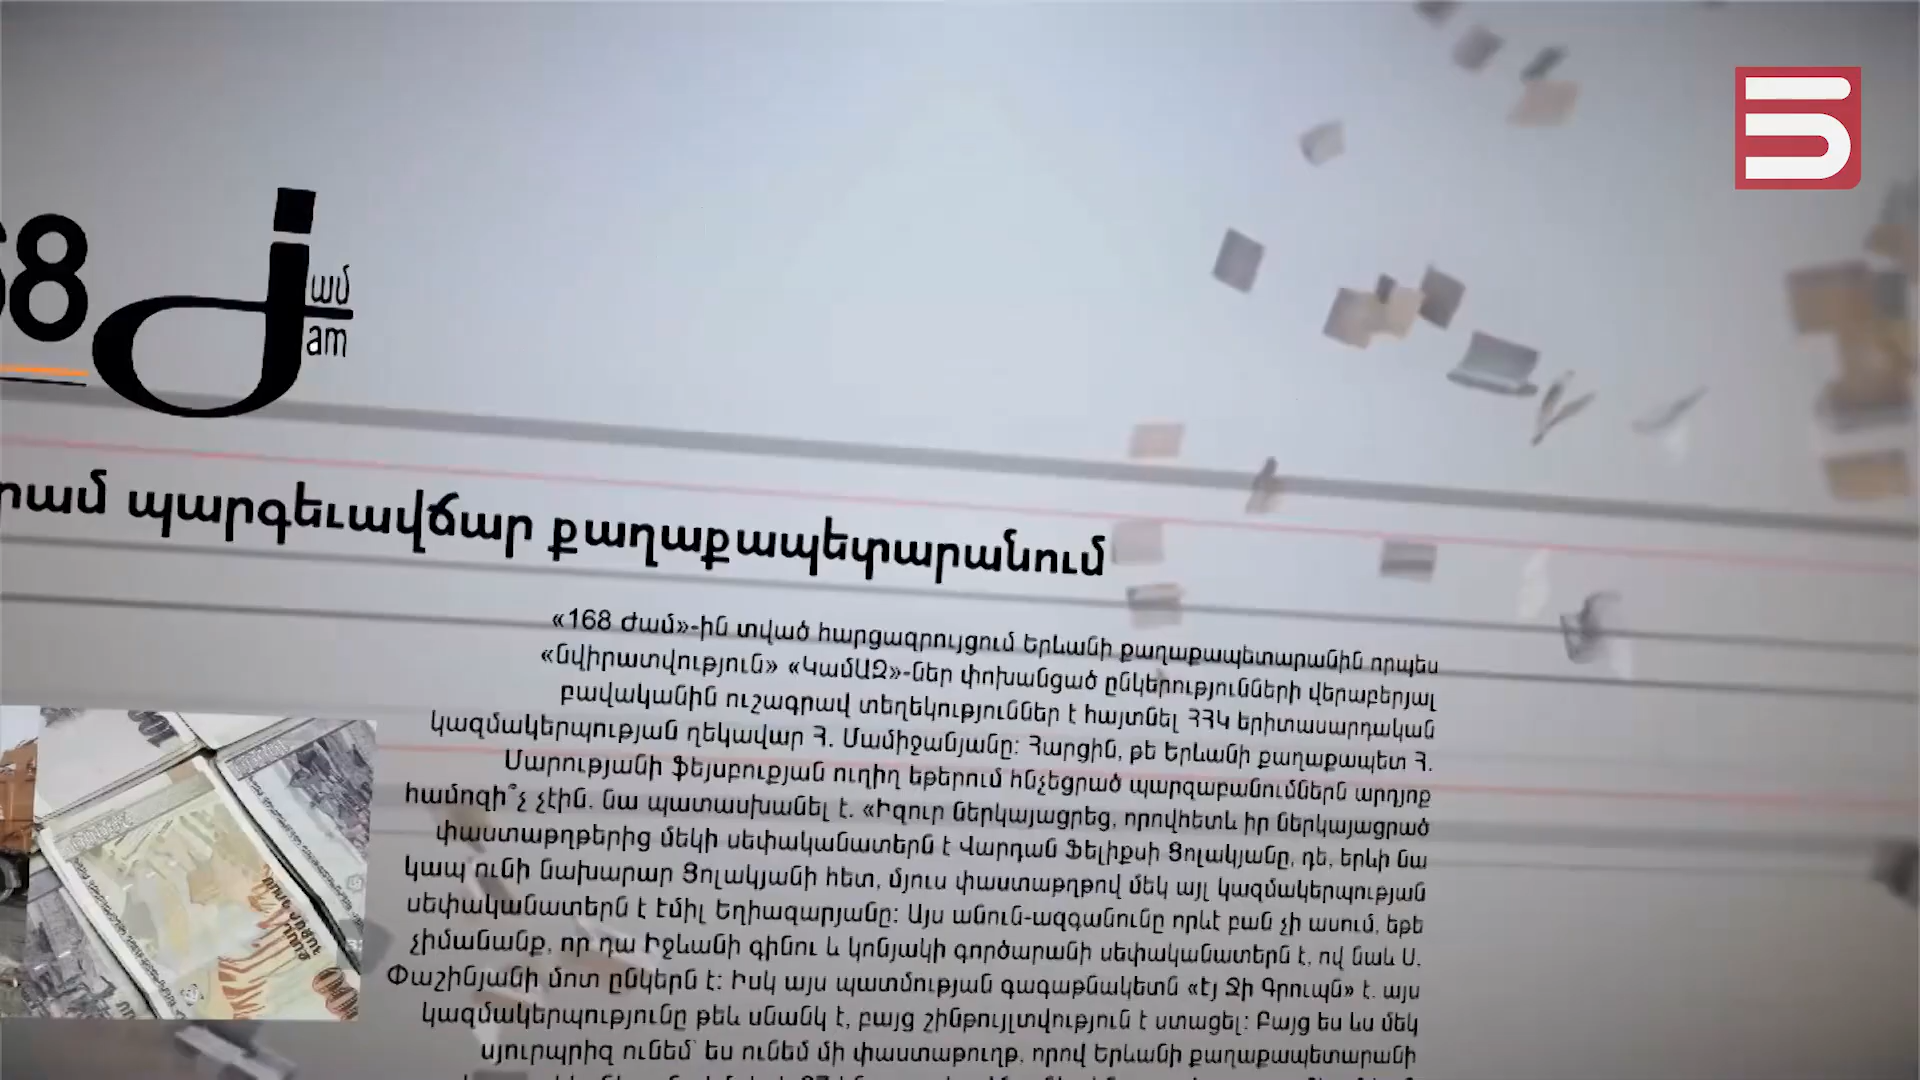 68 Ժամ
am
րամ պարգեւավճար քաղաքապետարանում
«168 Ժամ»-ին տված հարցազրույցում Երևանի քաղաքապետարանին որպես
«նվիրատվություն» «ԿամԱԶ»-ներ փոխանցած ընկերությունների վերաբերյալ
բավականին ուշագրավ տեղեկություններ է հայտնել ՀՀԿ երիտասարդական
կազմակերպության ղեկավար Հ. Մամիջանյանը: Հարցին, թե Երևանի քաղաքապետ Հ.
Մարությանի ֆեյսբուքյան ուղիղ եթերում հնչեցրած պարզաբանումներն արդյոք
համոզի՞չ չէին. նա պատասխանել է. «Իզուր ներկայացրեց, որովհետև իր ներկայացրած
փաստաթղթերից մեկի սեփականատերն է Վարդան Ֆելիքսի Ցոլակյանը, դե, երևի նա
կապ ունի նախարար Ցոլակյանի հետ, մյուս փաստաթղթով մեկ այլ կազմակերպության
սեփականատերն է Էմիլ Եղիազարյանը: Այս անուն-ազգանունը որևէ բան չի ասում, եթե
չիմանանք, որ դա Իջևանի գինու և կոնյակի գործարանի սեփականատերն է, ով նաև Ա.
Փաշինյանի մոտ ընկերն է: Իսկ այս պատմության գագաթնակետն «Էյ Ջի Գրուպն» է. այս
կազմակերպությունը թեև սնանկ է, բայց շինթույլտվություն է ստացել: Բայց ես ևս մեկ
սյուրպրիզ ունեմ՝ ես ունեմ մի փաստաթուղթ, որով Երևանի քաղաքապետարանի